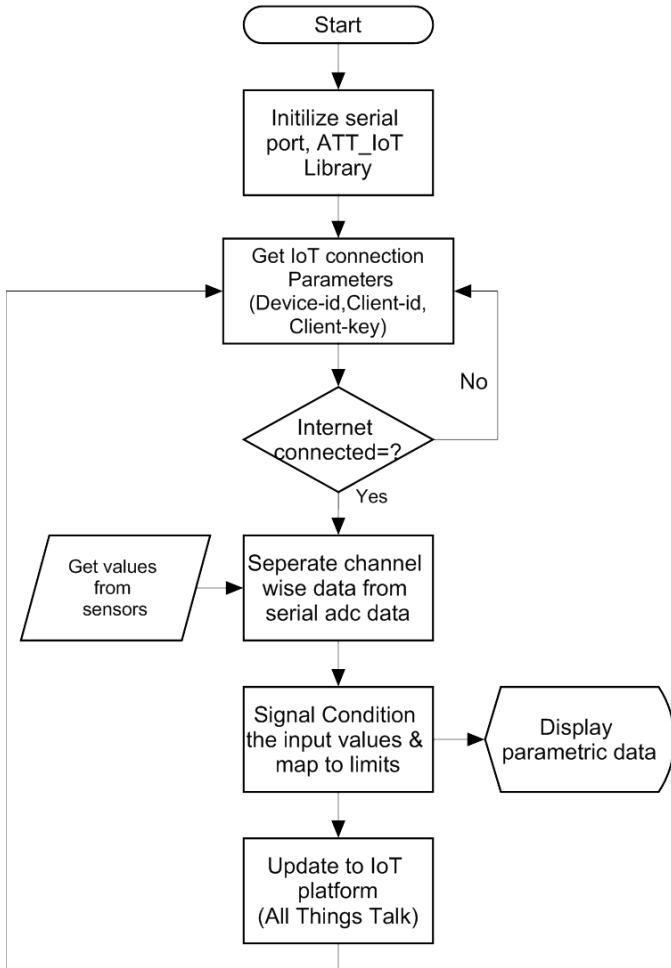 Start
Initilize serial
port, ATT_IoT
Library
Get IoT connection
Parameters
(Device-id,Client-id,
Client-key)
No
Internet
connected=?
Yes
Get values
from
sensors
Seperate channel
wise data from
serial adc data
Signal Condition
the input values &
map to limits
Display
parametric data
Update to IoT
platform
(All Things Talk)